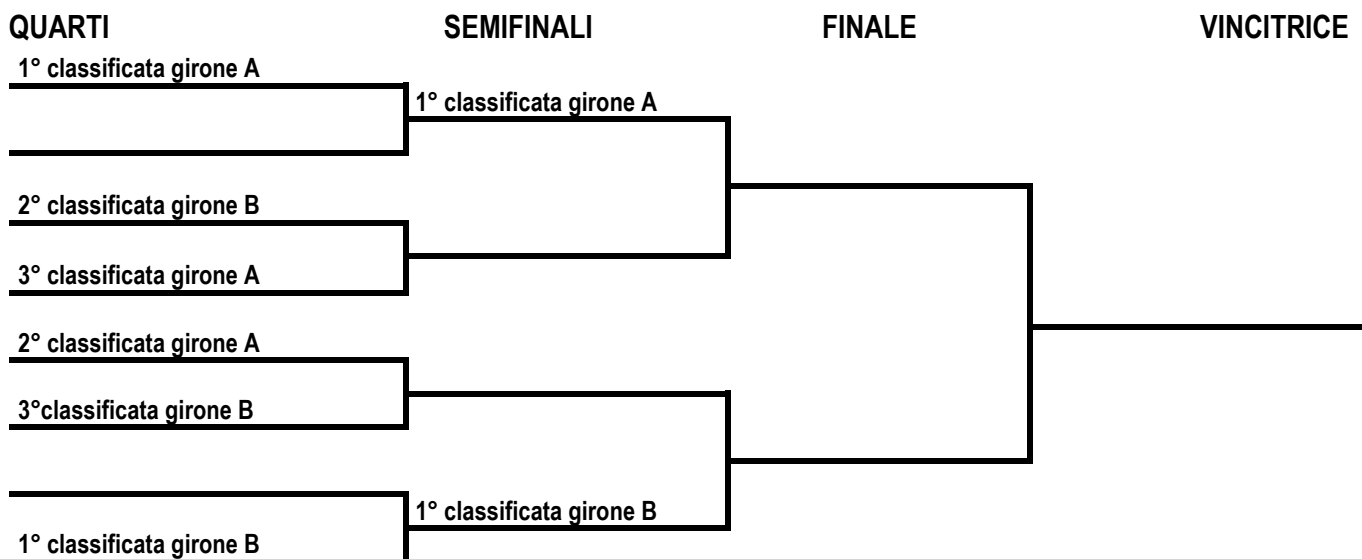 QUARTI SEMIFINALI FINALE VINCITRICE
1° classificata girone A
1° classificata girone A
2° classificata girone B
3° classificata girone A
2° classificata girone A
3°classificata girone B
1° classificata girone B
1° classificata girone B